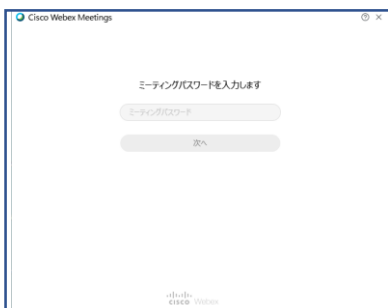 Cisco Webex Meetings
ミーティングパスワードを入力します
ミーティングパスワード
次へ
CISCO Webex